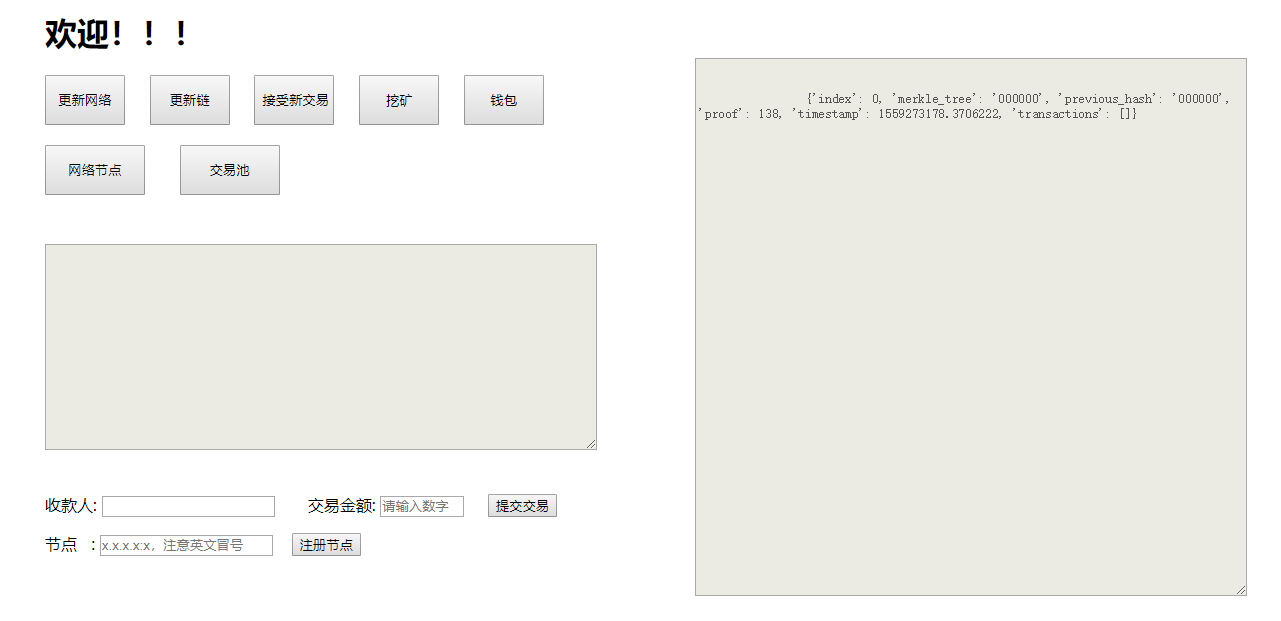 欢迎！！！
更新网络 更新链 接受新交易 挖矿 钱包
网络节点 交易池
{'index': 0, 'merkle_tree': '000000', 'previous_hash': '000000',
'proof': 138, 'timestamp': 1559273178.3706222, 'transactions': []}
收款人: 交易金额: 请输入数字 提交交易
节点 : x.x.x.x:x，注意英文冒号 注册节点